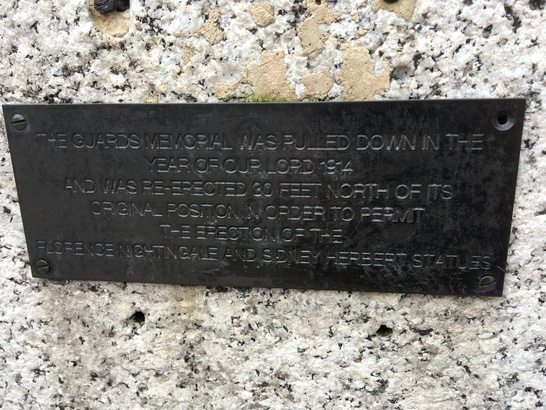 THE GUARDS MEMORIAL WAS PULLED DOWN IN THE
YEAR OF OUR LORD 1914
AND WAS RE-ERECTED 30 FEET NORTH OF ITS
ORIGINAL POSITION IN ORDER TO PERMIT
THE ERECTION OF THE
FLORENCE NIGHTINGALE AND SIDNEY HERBERT STATUES